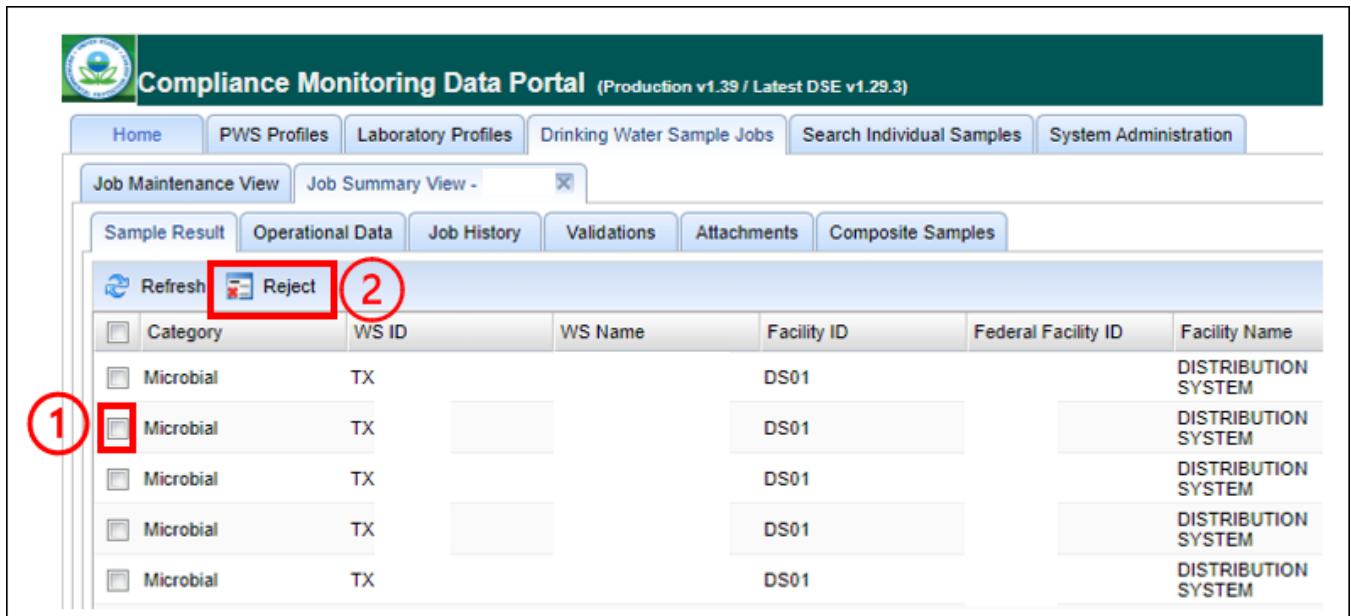 Compliance Monitoring Data Portal (Production v1.39 / Latest DSE v1.29.3)
Home PWS Profiles Laboratory Profiles Drinking Water Sample Jobs Search Individual Samples System Administration
Job Maintenance View Job Summary View -
Sample Result Operational Data Job History Validations Attachments Composite Samples
Refresh Reject 2
Category WS ID WS Name Facility ID Federal Facility ID Facility Name
Microbial TX DS01 DISTRIBUTION
SYSTEM
1 Microbial TX DS01 DISTRIBUTION
SYSTEM
Microbial TX DS01 DISTRIBUTION
SYSTEM
Microbial TX DS01 DISTRIBUTION
SYSTEM
Microbial TX DS01 DISTRIBUTION
SYSTEM